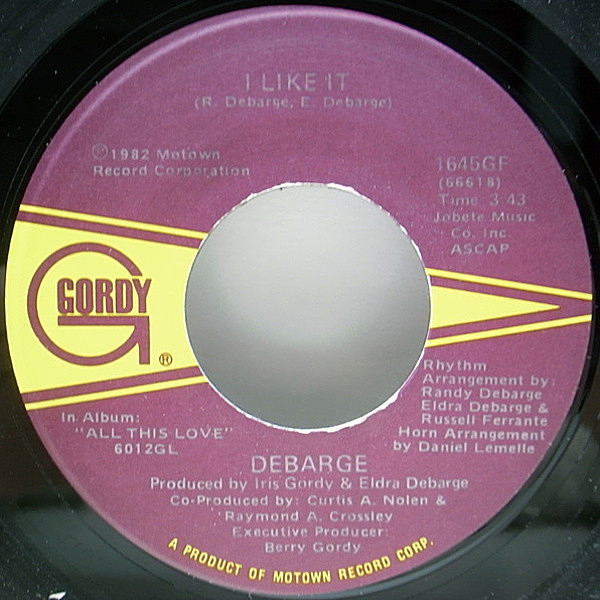 I LIKE IT
(R. Debarge, E. Debarge)
℗1982 Motown
Record Corporation
1645GF
(66618)
Time 3:43
Jobete Music
Co. Inc.
ASCAP
GORDY
®
In Album:
"ALL THIS LOVE"
6012GL
Rhythm
Arrangement by:
Randy Debarge
Eldra Debarge &
Russell Ferrante
Horn Arrangement
by Daniel Lemelle
DEBARGE
Produced by Iris Gordy & Eldra Debarge
Co-Produced by: Curtis A. Nolen &
Raymond A. Crossley
Executive Producer:
Berry Gordy
A PRODUCT OF MOTOWN RECORD CORP.